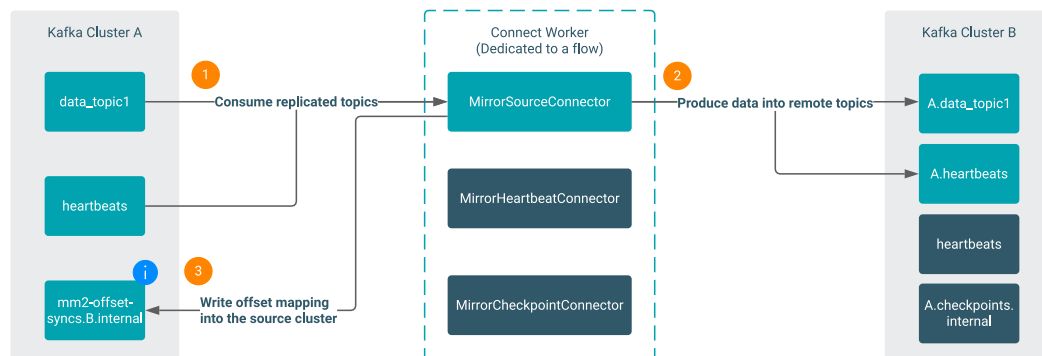 Kafka Cluster A
Connect Worker
(Dedicated to a flow)
Kafka Cluster B
data_topic1
1
Consume replicated topics
MirrorSourceConnector
2
Produce data into remote topics
A.data_topic1
heartbeats
MirrorHeartbeatConnector
A.heartbeats
heartbeats
i
mm2-offset-
syncs.B.internal
3
Write offset mapping
into the source cluster
MirrorCheckpointConnector
A.checkpoints.
internal